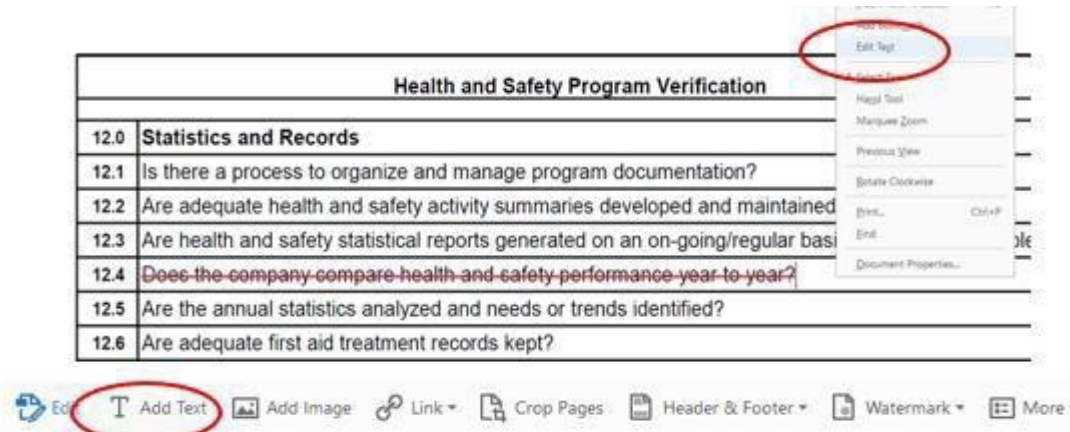 Edit Text
Health and Safety Program Verification
Select Tool
Hand Tool
Marquee Zoom
12.0 Statistics and Records
Previous View
12.1 Is there a process to organize and manage program documentation?
Rotate Clockwise
12.2 Are adequate health and safety activity summaries developed and maintained
Print... Ctrl+P
12.3 Are health and safety statistical reports generated on an on-going/regular
Find
12.4 Does the company compare health and safety performance year to year?
Document Properties...
12.5 Are the annual statistics analyzed and needs or trends identified?
12.6 Are adequate first aid treatment records kept?
Edit Add Text Add Image Link Crop Pages Header & Footer Watermark More